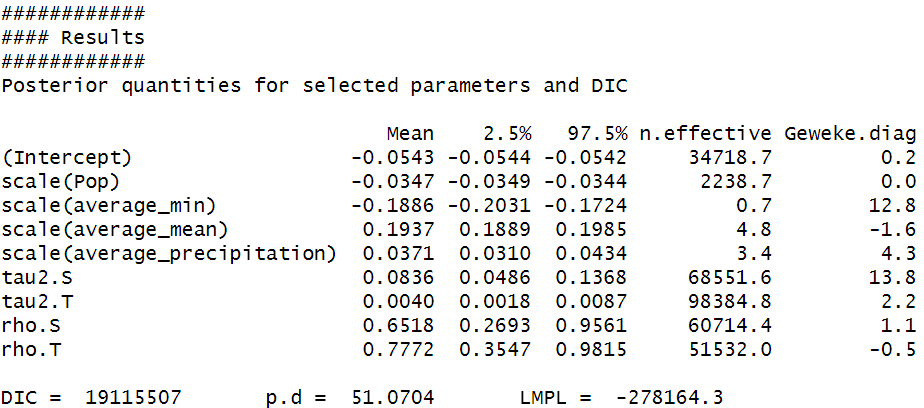 ############
#### Results
############
Posterior quantities for selected parameters and DIC
Mean 2.5% 97.5% n.effective Geweke.diag
(Intercept) -0.0543 -0.0544 -0.0542 34718.7 0.2
scale(Pop) -0.0347 -0.0349 -0.0344 2238.7 0.0
scale(average_min) -0.1886 -0.2031 -0.1724 0.7 12.8
scale(average_mean) 0.1937 0.1889 0.1985 4.8 -1.6
scale(average_precipitation) 0.0371 0.0310 0.0434 3.4 4.3
tau2.S 0.0836 0.0486 0.1368 68551.6 13.8
tau2.T 0.0040 0.0018 0.0087 98384.8 2.2
rho.S 0.6518 0.2693 0.9561 60714.4 1.1
rho.T 0.7772 0.3547 0.9815 51532.0 -0.5
DIC = 19115507 p.d = 51.0704 LMPL = -278164.3